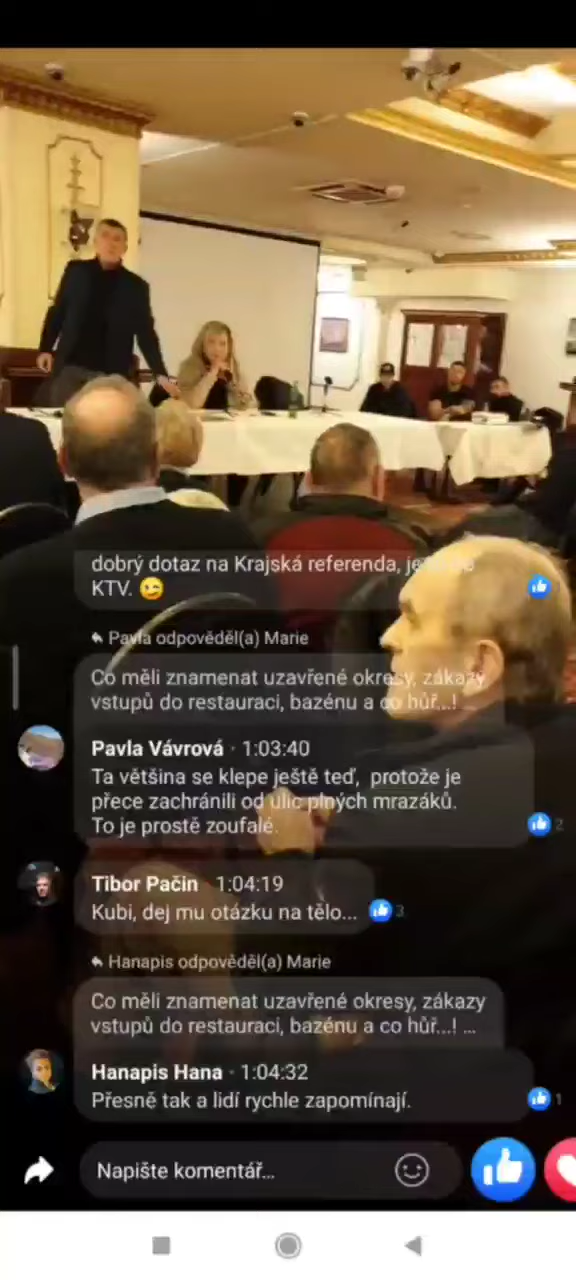 dobrý dotaz na Krajská referenda,
KTV. 😉
Pavla odpověděl(a) Marie
Co měli znamenat uzavřené okresy, zákazy
vstupů do restaurací, bazénu a co hůř...! ...
Pavla Vávrová · 1:03:40
Ta většina se klepe ještě teď, protože je
přece zachránili od ulic plných mrazáků.
To je prostě zoufalé.
2
Tibor Pačin · 1:04:19
Kubi, dej mu otázku na tělo...
3
Hanapis odpověděl(a) Marie
Co měli znamenat uzavřené okresy, zákazy
vstupů do restaurací, bazénu a co hůř...! ...
Hanapis Hana · 1:04:32
Přesně tak a lidí rychle zapomínají.
1
Napište komentář...